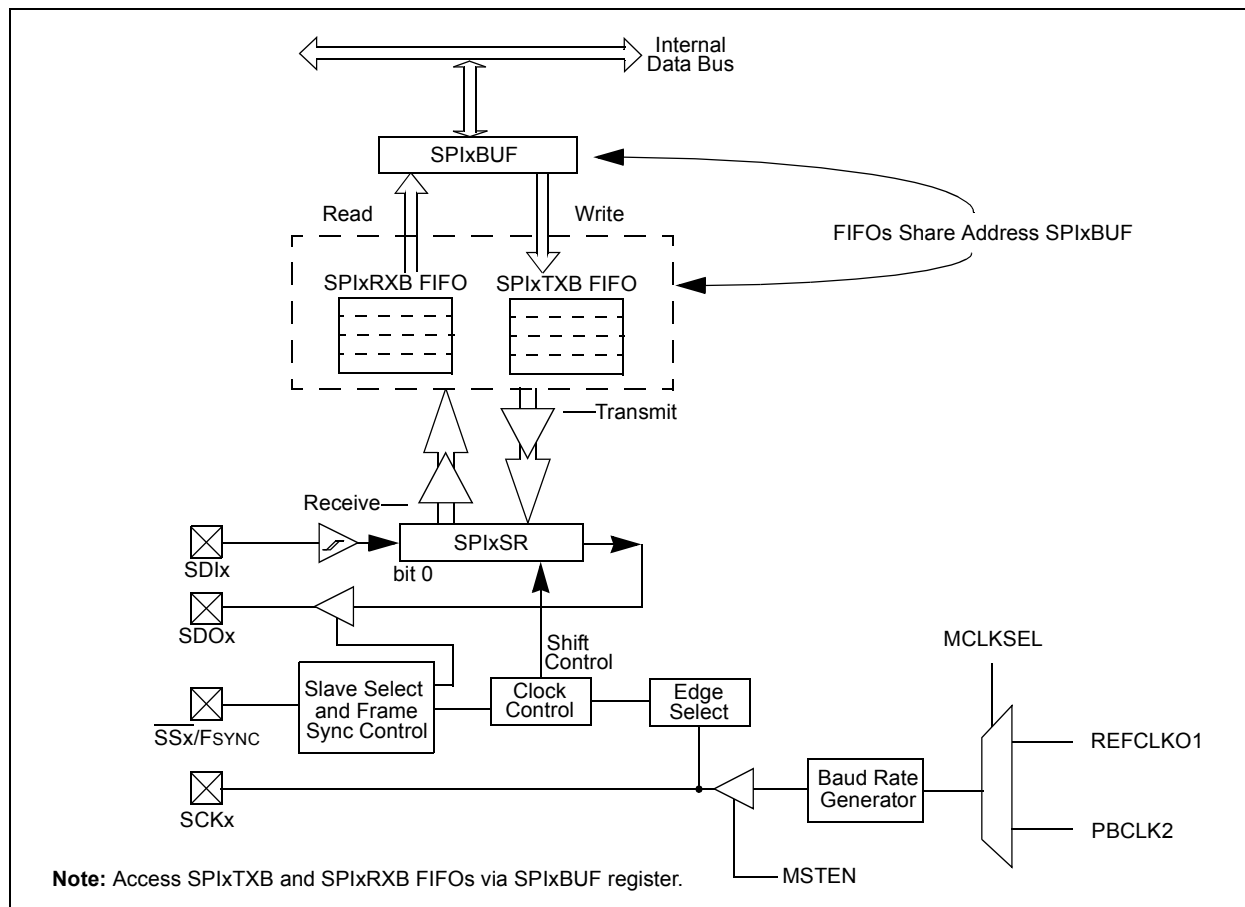 Internal
Data Bus
SPIxBUF
Read
Write
FIFOs Share Address SPIxBUF
SPIxRXB FIFO
SPIxTXB FIFO
Transmit
Receive
SPIxSR
SDIx
bit 0
SDOx
Shift
Control
MCLKSEL
Slave Select
and Frame
Sync Control
Clock
Control
Edge
Select
SSx/FSYNC
REFCLKO1
Baud Rate
Generator
SCKx
PBCLK2
MSTEN
Note: Access SPIxTXB and SPIxRXB FIFOs via SPIxBUF register.